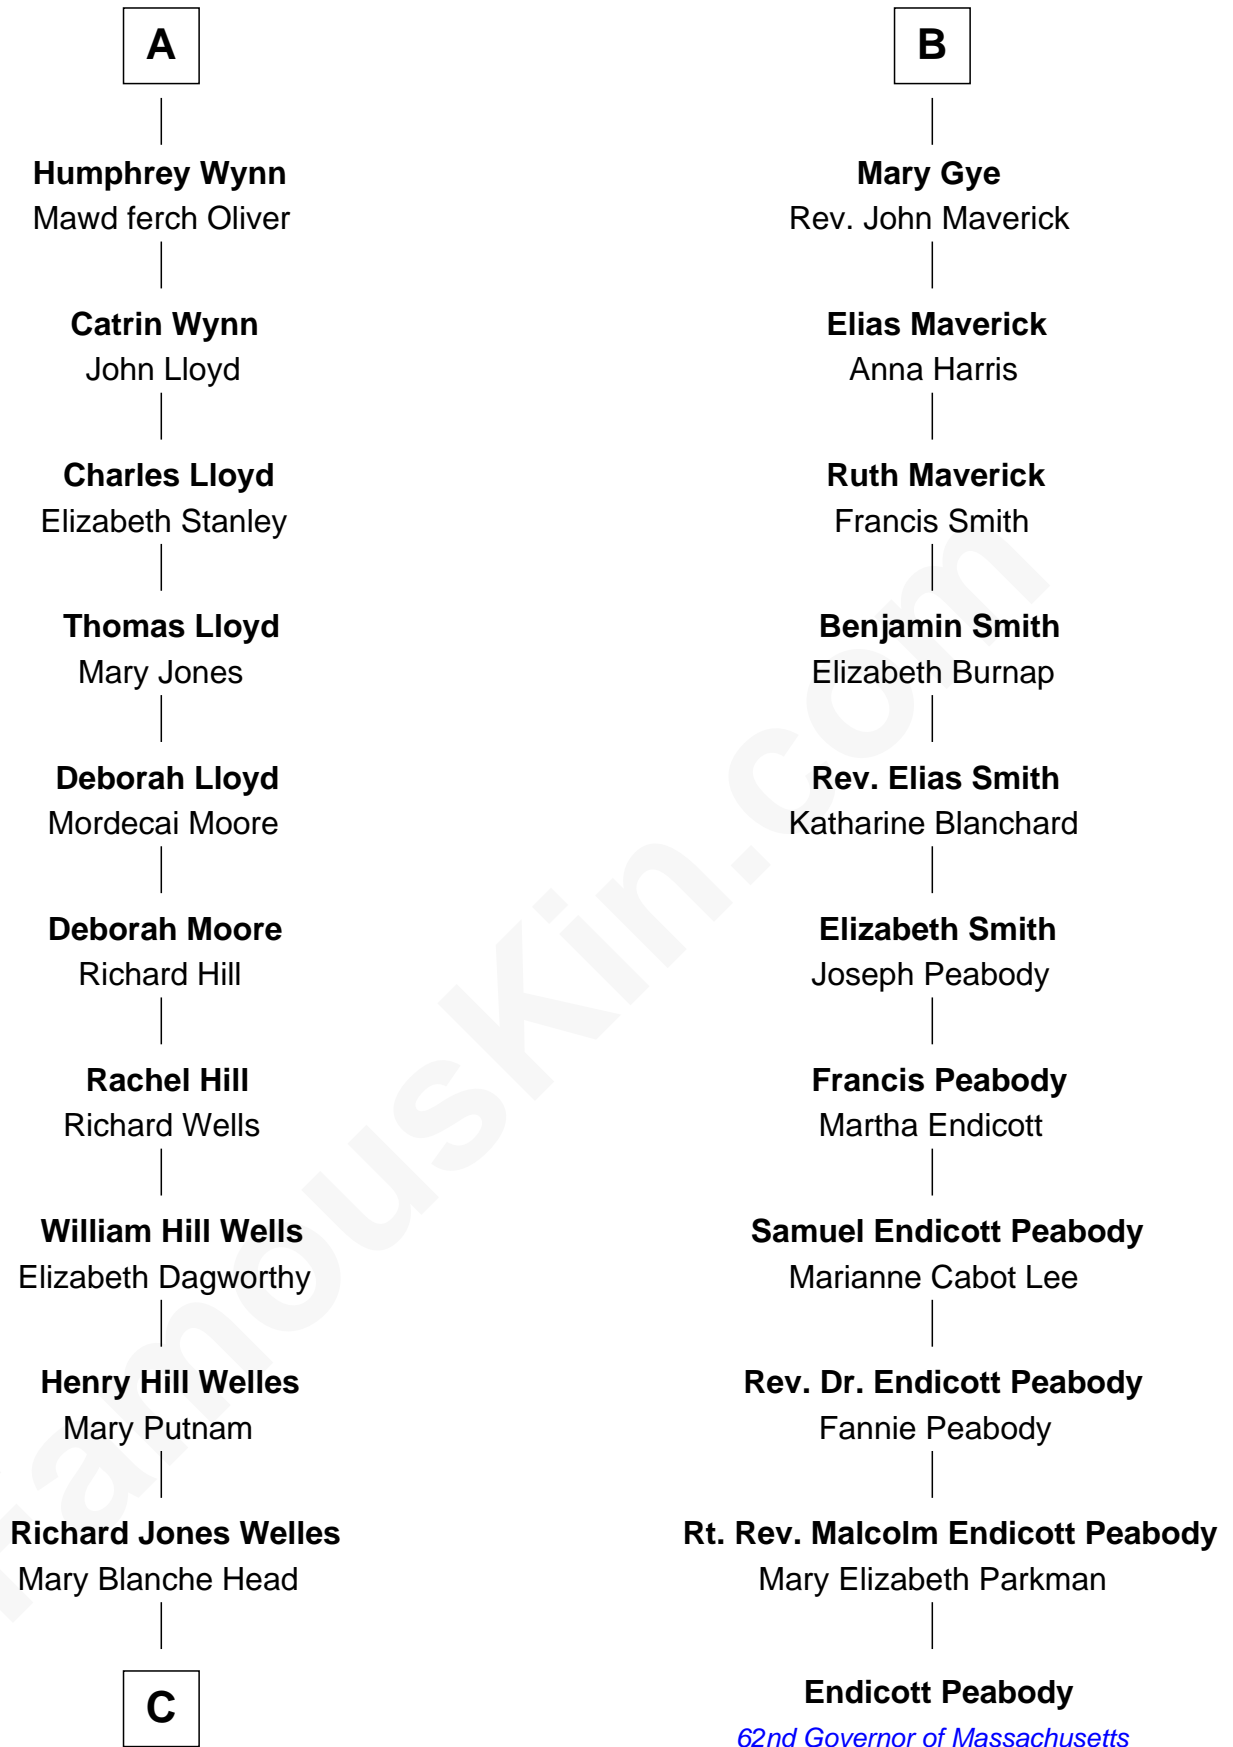 A
Humphrey Wynn
Mawd ferch Oliver
Catrin Wynn
John Lloyd
Charles Lloyd
Elizabeth Stanley
Thomas Lloyd
Mary Jones
Deborah Lloyd
Mordecai Moore
Deborah Moore
Richard Hill
Rachel Hill
Richard Wells
William Hill Wells
Elizabeth Dagworthy
Henry Hill Welles
Mary Putnam
Richard Jones Welles
Mary Blanche Head
C
B
Mary Gye
Rev. John Maverick
Elias Maverick
Anna Harris
Ruth Maverick
Francis Smith
Benjamin Smith
Elizabeth Burnap
Rev. Elias Smith
Katharine Blanchard
Elizabeth Smith
Joseph Peabody
Francis Peabody
Martha Endicott
Samuel Endicott Peabody
Marianne Cabot Lee
Rev. Dr. Endicott Peabody
Fannie Peabody
Rt. Rev. Malcolm Endicott Peabody
Mary Elizabeth Parkman
Endicott Peabody
62nd Governor of Massachusetts
FamousKin.com